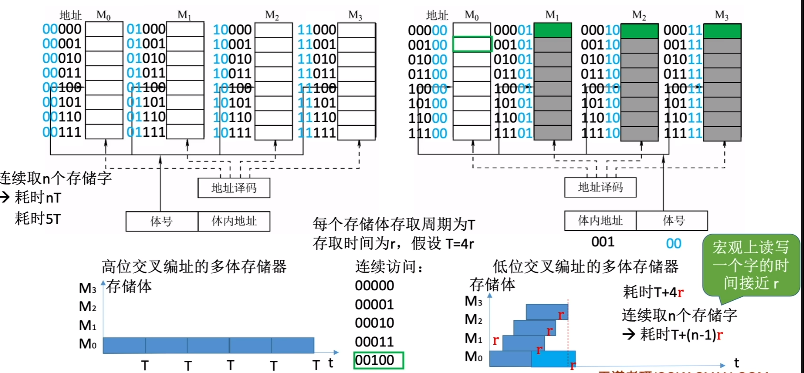 地址 M₀ M₁ M₂ M₃
00000 01000 10000 11000
00001 01001 10001 11001
00010 01010 10010 11010
00011 01011 10011 11011
00100 01100 10100 11100
00101 01101 10101 11101
00110 01110 10110 11110
00111 01111 10111 11111
地址译码
体号 体内地址
连续取n个存储字
→ 耗时nT
耗时5T
地址 M₀ M₁ M₂ M₃
00000 00001 00010 00011
00100 00101 00110 00111
01000 01001 01010 01011
01100 01101 01110 01111
10000 10001 10010 10011
10100 10101 10110 10111
11000 11001 11010 11011
11100 11101 11110 11111
地址译码
体内地址 体号
001 00
每个存储体存取周期为T
存取时间为r，假设 T=4r
高位交叉编址的多体存储器
存储体
M₃
M₂
M₁
M₀
T T T T T t
连续访问：
00000
00001
00010
00011
00100
低位交叉编址的多体存储器
存储体
M₃
M₂
M₁
M₀
r r r r r
t
耗时T+4r
连续取n个存储字
→ 耗时T+(n-1)r
宏观上读写
一个字的时
间接近 r